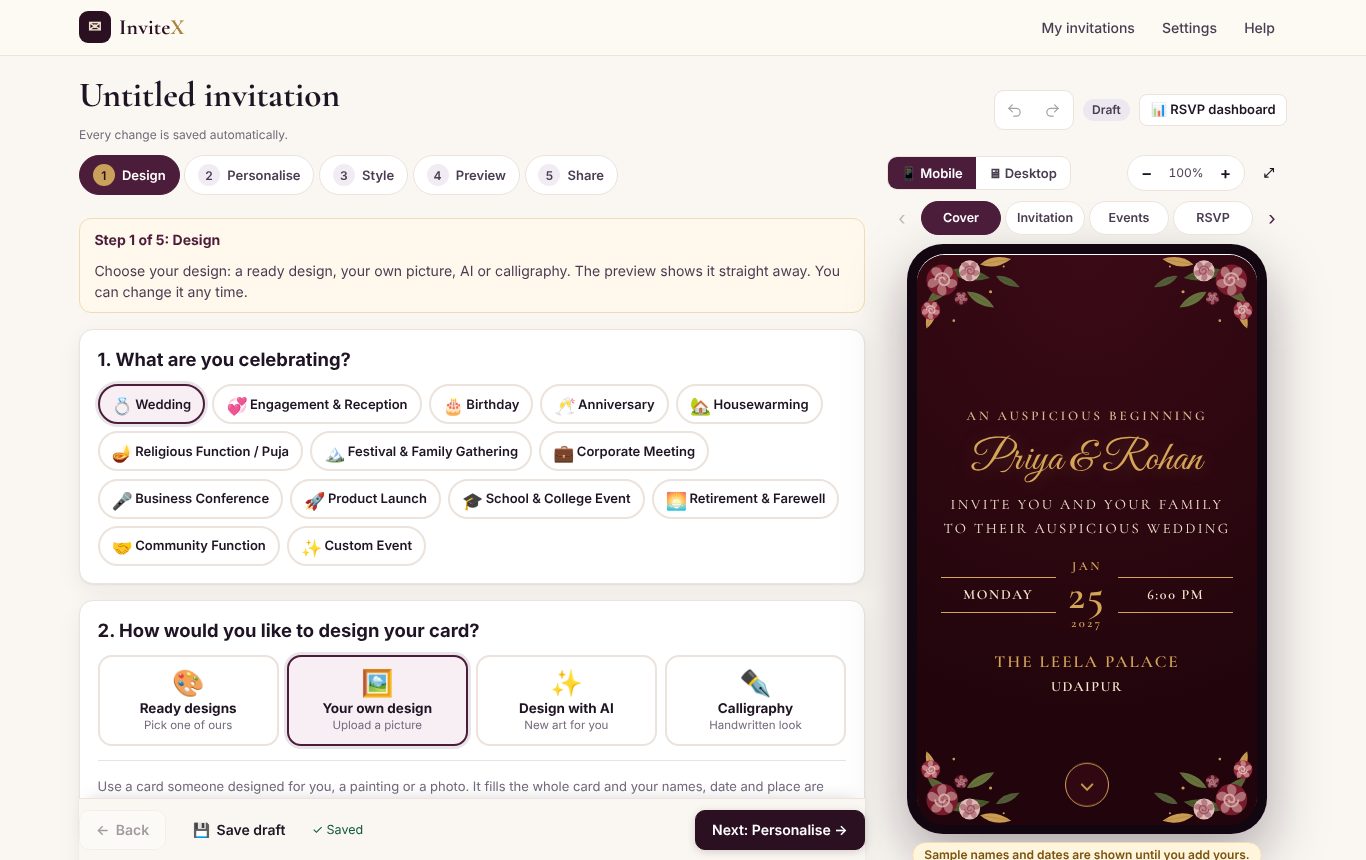 InviteX
My invitations
Settings
Help
Untitled invitation
Every change is saved automatically.
Draft
RSVP dashboard
1 Design
2 Personalise
3 Style
4 Preview
5 Share
Step 1 of 5: Design
Choose your design: a ready design, your own picture, AI or calligraphy. The preview shows it straight away. You
can change it any time.
1. What are you celebrating?
Wedding
Engagement & Reception
Birthday
Anniversary
Housewarming
Religious Function / Puja
Festival & Family Gathering
Corporate Meeting
Business Conference
Product Launch
School & College Event
Retirement & Farewell
Community Function
Custom Event
2. How would you like to design your card?
Ready designs
Pick one of ours
Your own design
Upload a picture
Design with AI
New art for you
Calligraphy
Handwritten look
Use a card someone designed for you, a painting or a photo. It fills the whole card and your names, date and place are
← Back
Save draft
✓ Saved
Next: Personalise →
Mobile
Desktop
− 100% +
‹
Cover
Invitation
Events
RSVP
›
AN AUSPICIOUS BEGINNING
Priya & Rohan
INVITE YOU AND YOUR FAMILY
TO THEIR AUSPICIOUS WEDDING
JAN
MONDAY 25 6:00 PM
2027
THE LEELA PALACE
UDAIPUR
Sample names and dates are shown until you add yours.